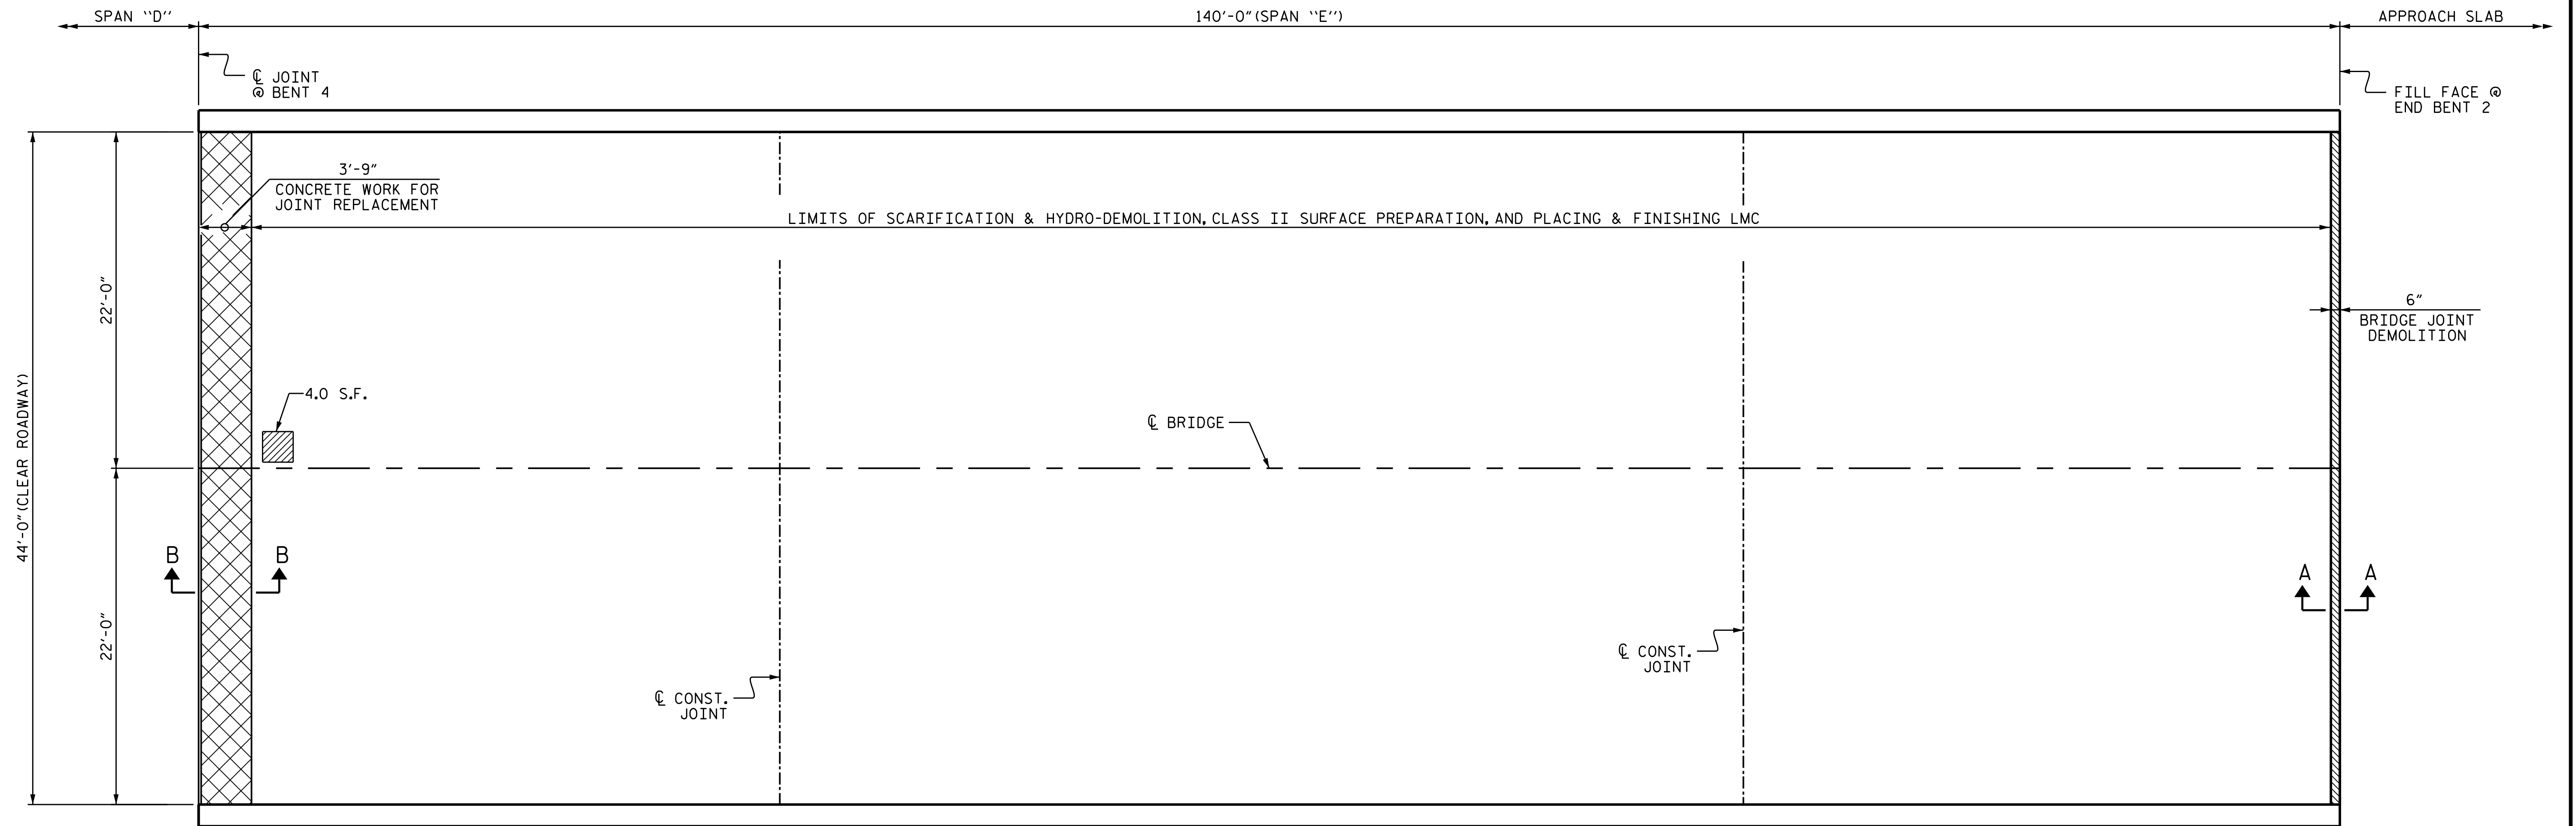 SPAN ``D''
140'-0" (SPAN ``E'')
APPROACH SLAB
℄ JOINT
@ BENT 4
FILL FACE @
END BENT 2
3'-9"
CONCRETE WORK FOR
JOINT REPLACEMENT
LIMITS OF SCARIFICATION & HYDRO-DEMOLITION, CLASS II SURFACE PREPARATION, AND PLACING & FINISHING LMC
22'-0"
6"
BRIDGE JOINT
DEMOLITION
44'-0" (CLEAR ROADWAY)
4.0 S.F.
℄ BRIDGE
B B
A A
22'-0"
℄ CONST.
JOINT
℄ CONST.
JOINT